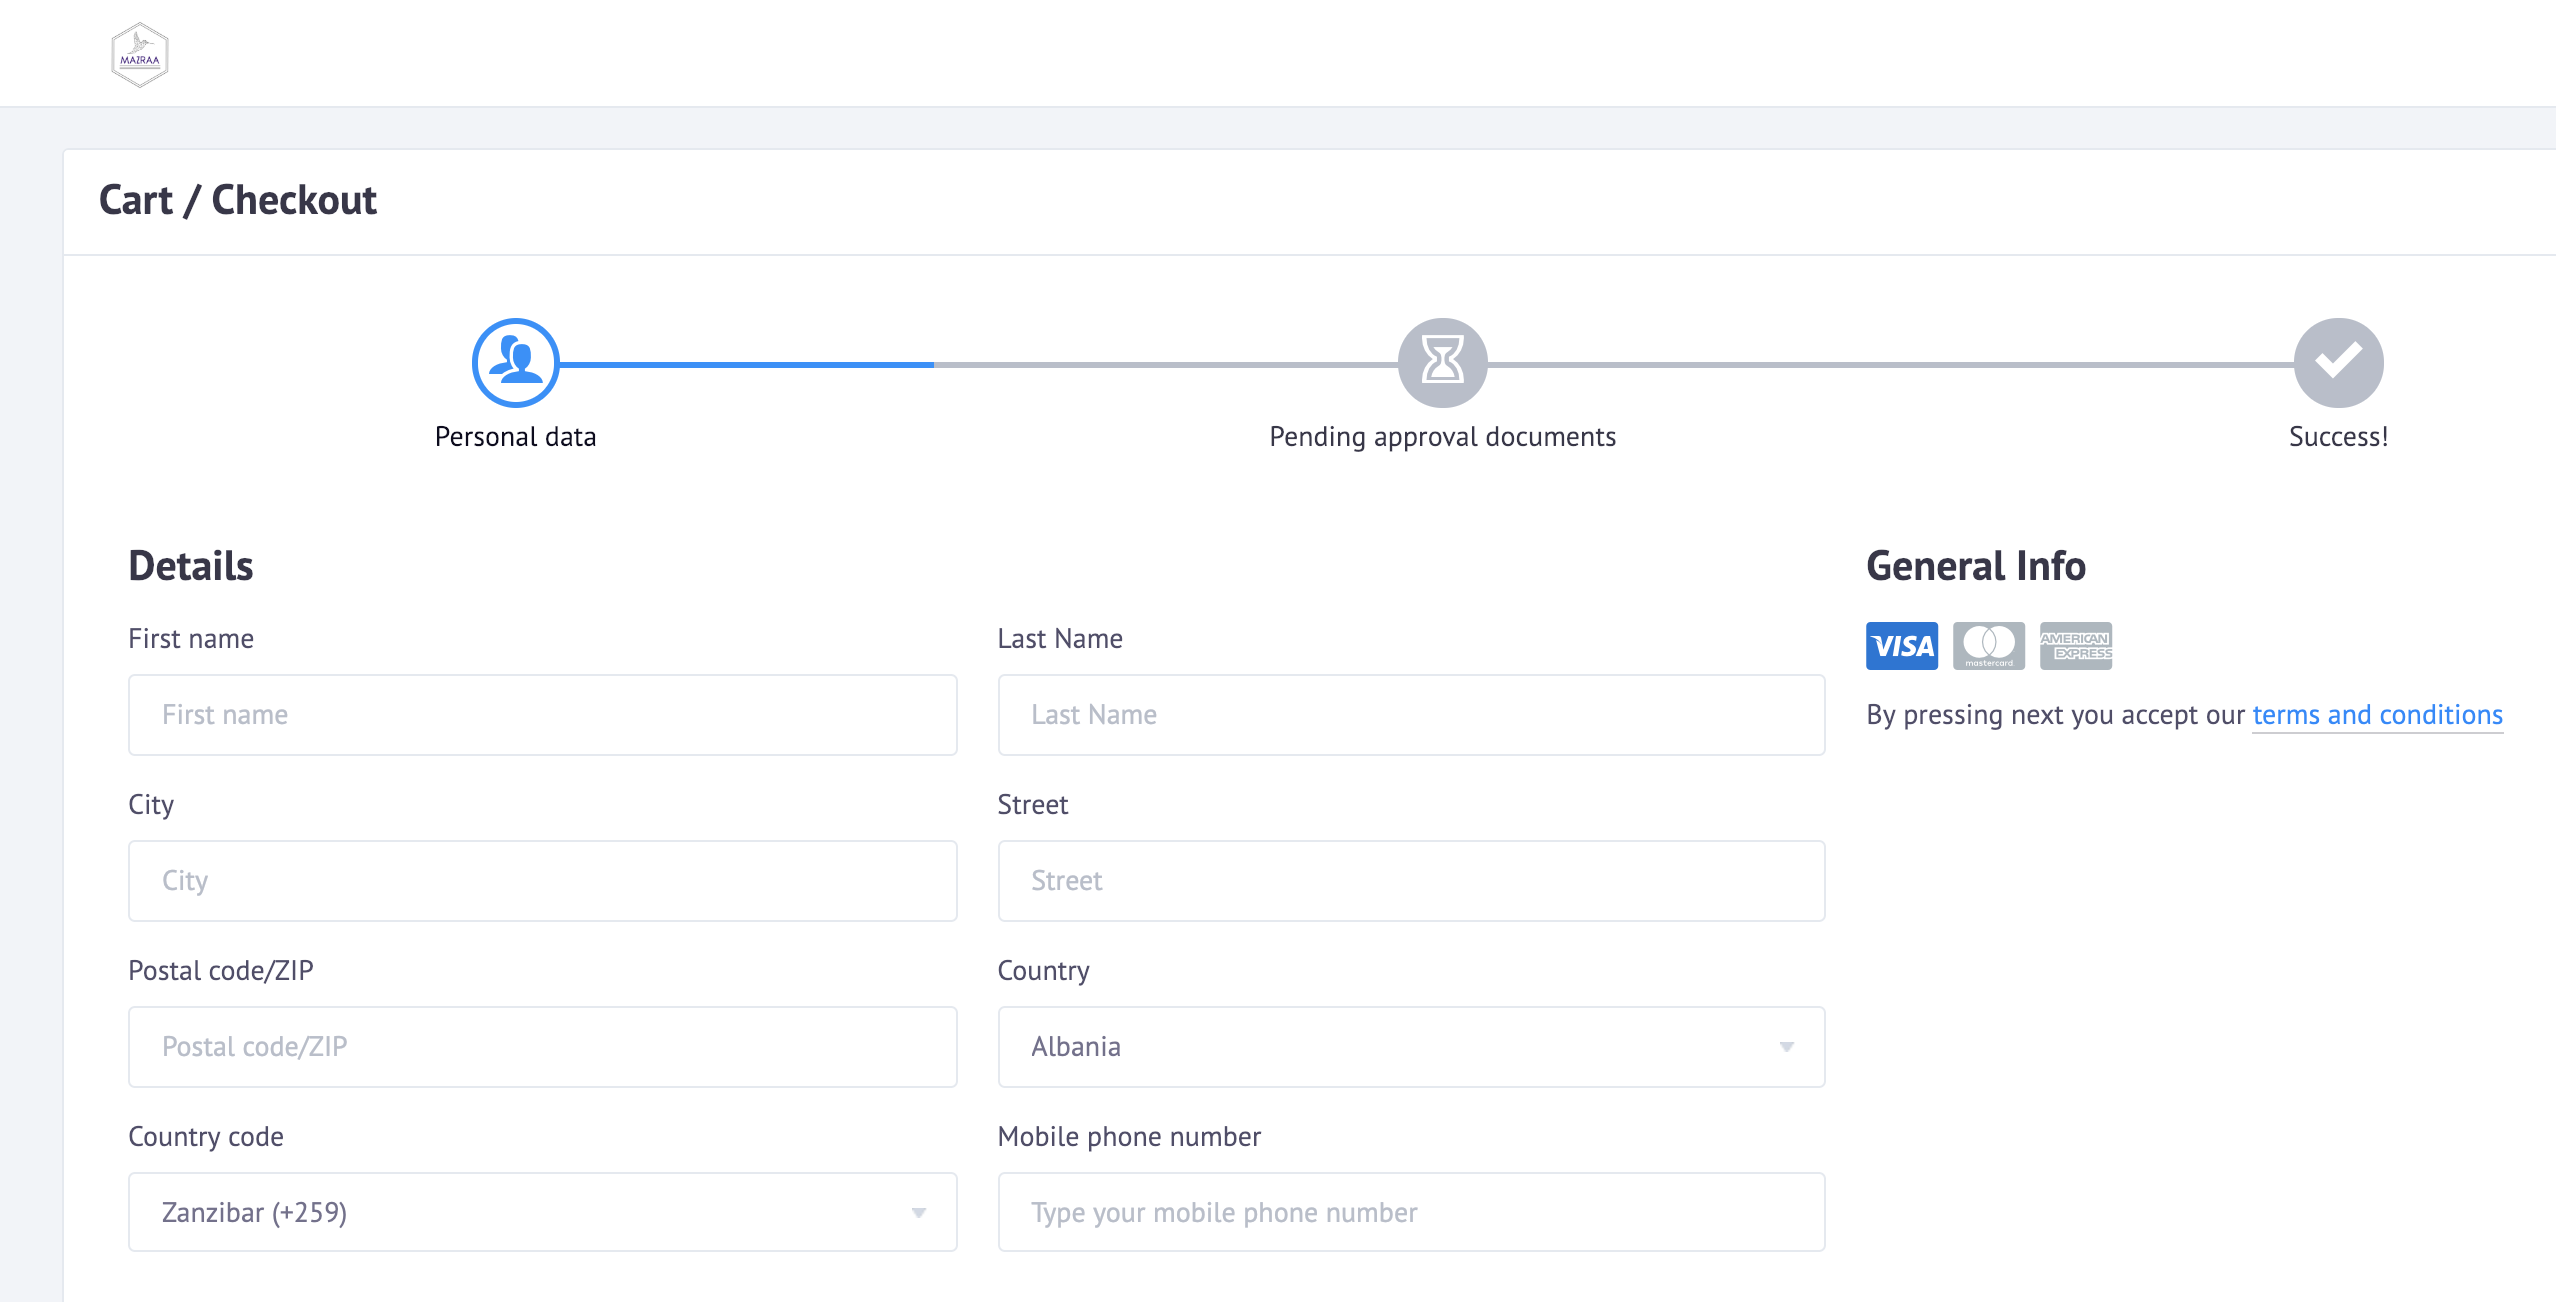 MAZRAA
Cart / Checkout
Personal data
Pending approval documents
Success!
Details
First name
Last Name
First name
Last Name
City
Street
City
Street
Postal code/ZIP
Country
Postal code/ZIP
Albania
Country code
Mobile phone number
Zanzibar (+259)
Type your mobile phone number
General Info
VISA
mastercard
AMERICAN
EXPRESS
By pressing next you accept our terms and conditions